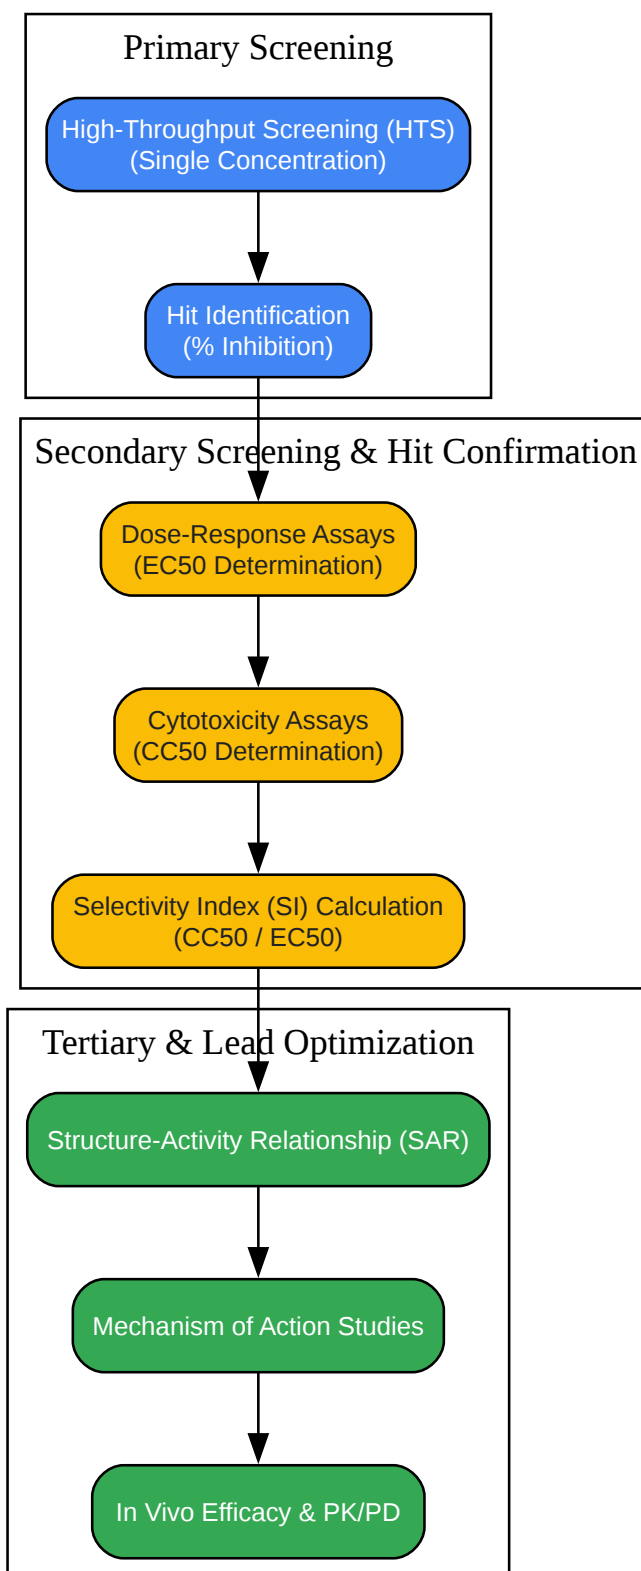 Primary Screening
High-Throughput Screening (HTS)
(Single Concentration)
Hit Identification
(% Inhibition)
Secondary Screening & Hit Confirmation
Dose-Response Assays
(EC50 Determination)
Cytotoxicity Assays
(CC50 Determination)
Selectivity Index (SI) Calculation
(CC50 / EC50)
Tertiary & Lead Optimization
Structure-Activity Relationship (SAR)
Mechanism of Action Studies
In Vivo Efficacy & PK/PD